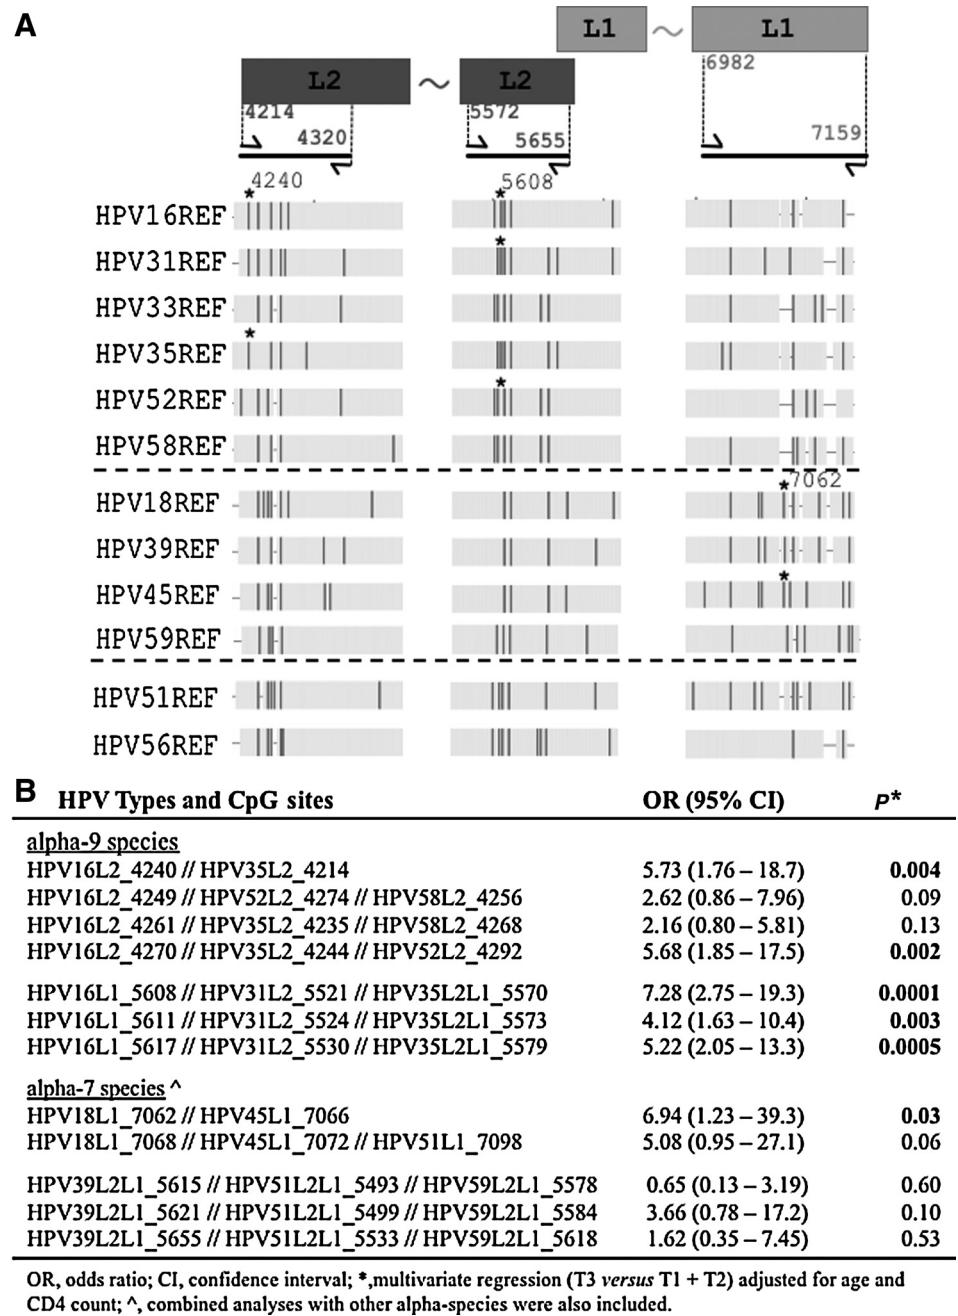 A
L1 ~ L1
L2 ~ L2
6982
4214
5572
4320
5655
7159
* 4240
* 5608
HPV16REF
*
HPV31REF
HPV33REF
*
HPV35REF
*
HPV52REF
HPV58REF
* 7062
HPV18REF
HPV39REF
*
HPV45REF
HPV59REF
HPV51REF
HPV56REF
B HPV Types and CpG sites OR (95% CI) P*
alpha-9 species
HPV16L2_4240 // HPV35L2_4214 5.73 (1.76 – 18.7) 0.004
HPV16L2_4249 // HPV52L2_4274 // HPV58L2_4256 2.62 (0.86 – 7.96) 0.09
HPV16L2_4261 // HPV35L2_4235 // HPV58L2_4268 2.16 (0.80 – 5.81) 0.13
HPV16L2_4270 // HPV35L2_4244 // HPV52L2_4292 5.68 (1.85 – 17.5) 0.002
HPV16L1_5608 // HPV31L2_5521 // HPV35L2L1_5570 7.28 (2.75 – 19.3) 0.0001
HPV16L1_5611 // HPV31L2_5524 // HPV35L2L1_5573 4.12 (1.63 – 10.4) 0.003
HPV16L1_5617 // HPV31L2_5530 // HPV35L2L1_5579 5.22 (2.05 – 13.3) 0.0005
alpha-7 species ^
HPV18L1_7062 // HPV45L1_7066 6.94 (1.23 – 39.3) 0.03
HPV18L1_7068 // HPV45L1_7072 // HPV51L1_7098 5.08 (0.95 – 27.1) 0.06
HPV39L2L1_5615 // HPV51L2L1_5493 // HPV59L2L1_5578 0.65 (0.13 – 3.19) 0.60
HPV39L2L1_5621 // HPV51L2L1_5499 // HPV59L2L1_5584 3.66 (0.78 – 17.2) 0.10
HPV39L2L1_5655 // HPV51L2L1_5533 // HPV59L2L1_5618 1.62 (0.35 – 7.45) 0.53
OR, odds ratio; CI, confidence interval; *,multivariate regression (T3 versus T1 + T2) adjusted for age and
CD4 count; ^, combined analyses with other alpha-species were also included.